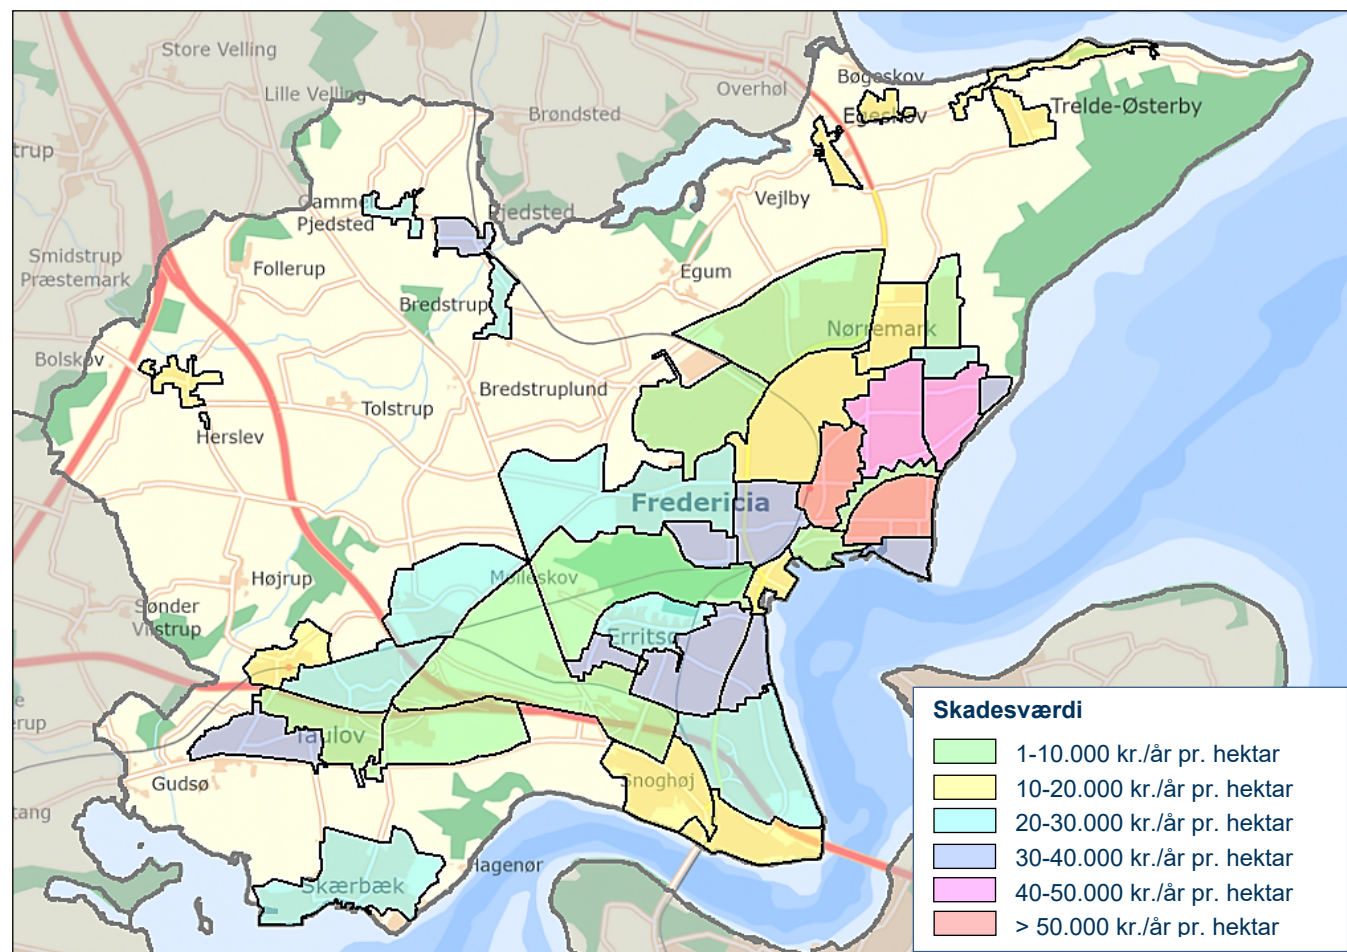 Store Velling
Lille Velling
Overhøl
Bøgeskov
Brøndsted
Egeskov
Trelde-Østerby
trup
Vejlby
Gammel
Pjedsted
Pjedsted
Smidstrup
Præstemark
Follerup
Egum
Bredstrup
Nørremark
Bolskov
Bredstruplund
Tolstrup
Herslev
Fredericia
Højrup
Mølleskov
Sønder
Vilstrup
Erritsø
erup
Taulov
Gudsø
Snoghøj
tang
Hagenør
Skærbæk
Skadesværdi
1-10.000 kr./år pr. hektar
10-20.000 kr./år pr. hektar
20-30.000 kr./år pr. hektar
30-40.000 kr./år pr. hektar
40-50.000 kr./år pr. hektar
> 50.000 kr./år pr. hektar